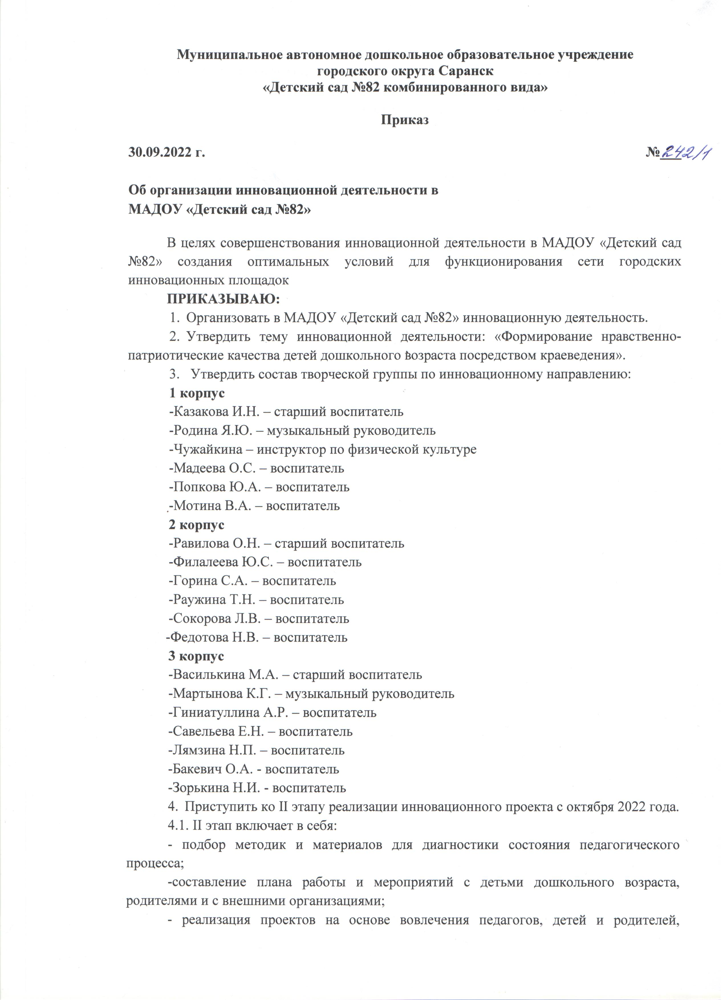 Муниципальное автономное дошкольное образовательное учреждение
городского округа Саранск
«Детский сад №82 комбинированного вида»
Приказ
30.09.2022 г. №242/1
Об организации инновационной деятельности в
МАДОУ «Детский сад №82»
В целях совершенствования инновационной деятельности в МАДОУ «Детский сад
№82» создания оптимальных условий для функционирования сети городских
инновационных площадок
ПРИКАЗЫВАЮ:
1. Организовать в МАДОУ «Детский сад №82» инновационную деятельность.
2. Утвердить тему инновационной деятельности: «Формирование нравственно-
патриотические качества детей дошкольного возраста посредством краеведения».
3. Утвердить состав творческой группы по инновационному направлению:
1 корпус
-Казакова И.Н. – старший воспитатель
-Родина Я.Ю. – музыкальный руководитель
-Чужайкина – инструктор по физической культуре
-Мадеева О.С. – воспитатель
-Попкова Ю.А. – воспитатель
-Мотина В.А. – воспитатель
2 корпус
-Равилова О.Н. – старший воспитатель
-Филалеева Ю.С. – воспитатель
-Горина С.А. – воспитатель
-Раужина Т.Н. – воспитатель
-Сокорова Л.В. – воспитатель
-Федотова Н.В. – воспитатель
3 корпус
-Василькина М.А. – старший воспитатель
-Мартынова К.Г. – музыкальный руководитель
-Гиниатуллина А.Р. – воспитатель
-Савельева Е.Н. – воспитатель
-Лямзина Н.П. – воспитатель
-Бакевич О.А. - воспитатель
-Зорькина Н.И. - воспитатель
4. Приступить ко II этапу реализации инновационного проекта с октября 2022 года.
4.1. II этап включает в себя:
- подбор методик и материалов для диагностики состояния педагогического
процесса;
-составление плана работы и мероприятий с детьми дошкольного возраста,
родителями и с внешними организациями;
- реализация проектов на основе вовлечения педагогов, детей и родителей,